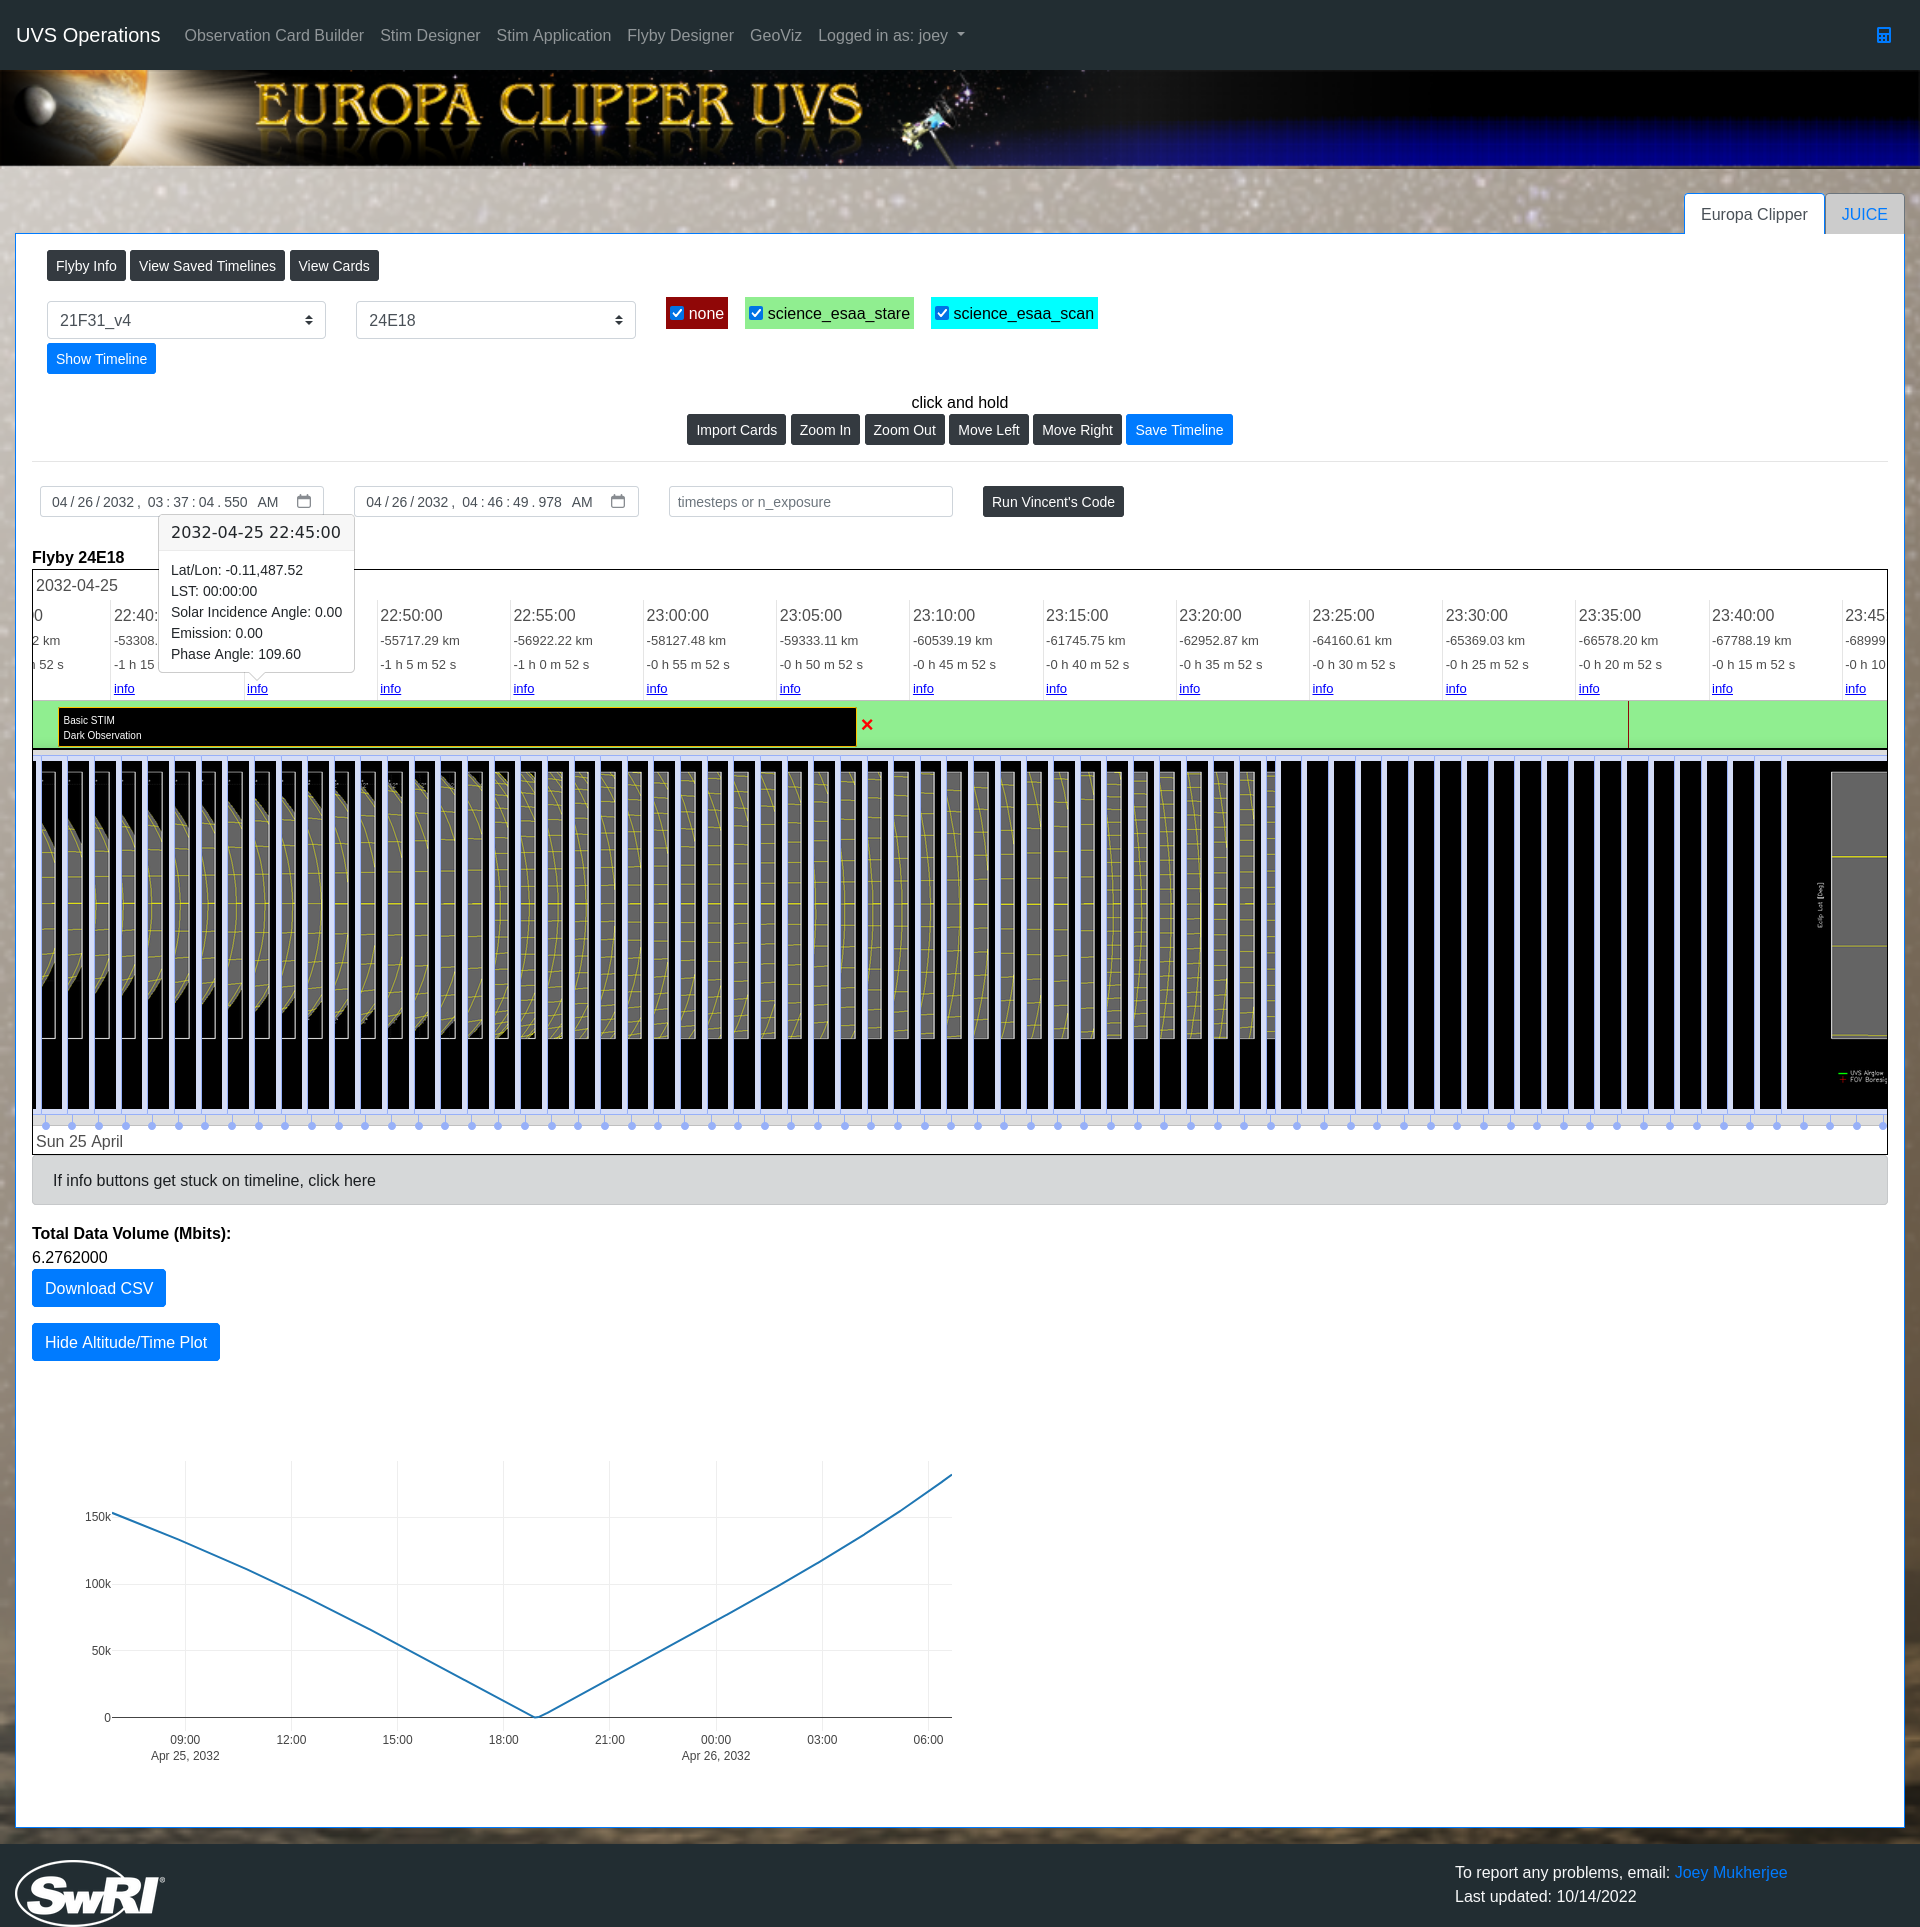 UVS Operations Observation Card Builder Stim Designer Stim Application Flyby Designer GeoViz Logged in as: joey
EUROPA CLIPPER UVS
Europa Clipper JUICE
Flyby Info View Saved Timelines View Cards
21F31_v4 24E18 none science_esaa_stare science_esaa_scan
Show Timeline
click and hold
Import Cards Zoom In Zoom Out Move Left Move Right Save Timeline
04 / 26 / 2032 , 03 : 37 : 04 . 550 AM 04 / 26 / 2032 , 04 : 46 : 49 . 978 AM timesteps or n_exposure Run Vincent's Code
2032-04-25 22:45:00
Lat/Lon: -0.11,487.52
LST: 00:00:00
Solar Incidence Angle: 0.00
Emission: 0.00
Phase Angle: 109.60
Flyby 24E18
2032-04-25
0 22:40: 22:50:00 22:55:00 23:00:00 23:05:00 23:10:00 23:15:00 23:20:00 23:25:00 23:30:00 23:35:00 23:40:00 23:45:
2 km -53308. -55717.29 km -56922.22 km -58127.48 km -59333.11 km -60539.19 km -61745.75 km -62952.87 km -64160.61 km -65369.03 km -66578.20 km -67788.19 km -68999
52 s -1 h 15 -1 h 5 m 52 s -1 h 0 m 52 s -0 h 55 m 52 s -0 h 50 m 52 s -0 h 45 m 52 s -0 h 40 m 52 s -0 h 35 m 52 s -0 h 30 m 52 s -0 h 25 m 52 s -0 h 20 m 52 s -0 h 15 m 52 s -0 h 10
info info info info info info info info info info info info info info
Basic STIM
Dark Observation
Eclip Lat [Deg]
UVS Airglow
FOV Boresig
Sun 25 April
If info buttons get stuck on timeline, click here
Total Data Volume (Mbits):
6.2762000
Download CSV
Hide Altitude/Time Plot
150k
100k
50k
0
09:00 12:00 15:00 18:00 21:00 00:00 03:00 06:00
Apr 25, 2032 Apr 26, 2032
SwRI®
To report any problems, email: Joey Mukherjee
Last updated: 10/14/2022